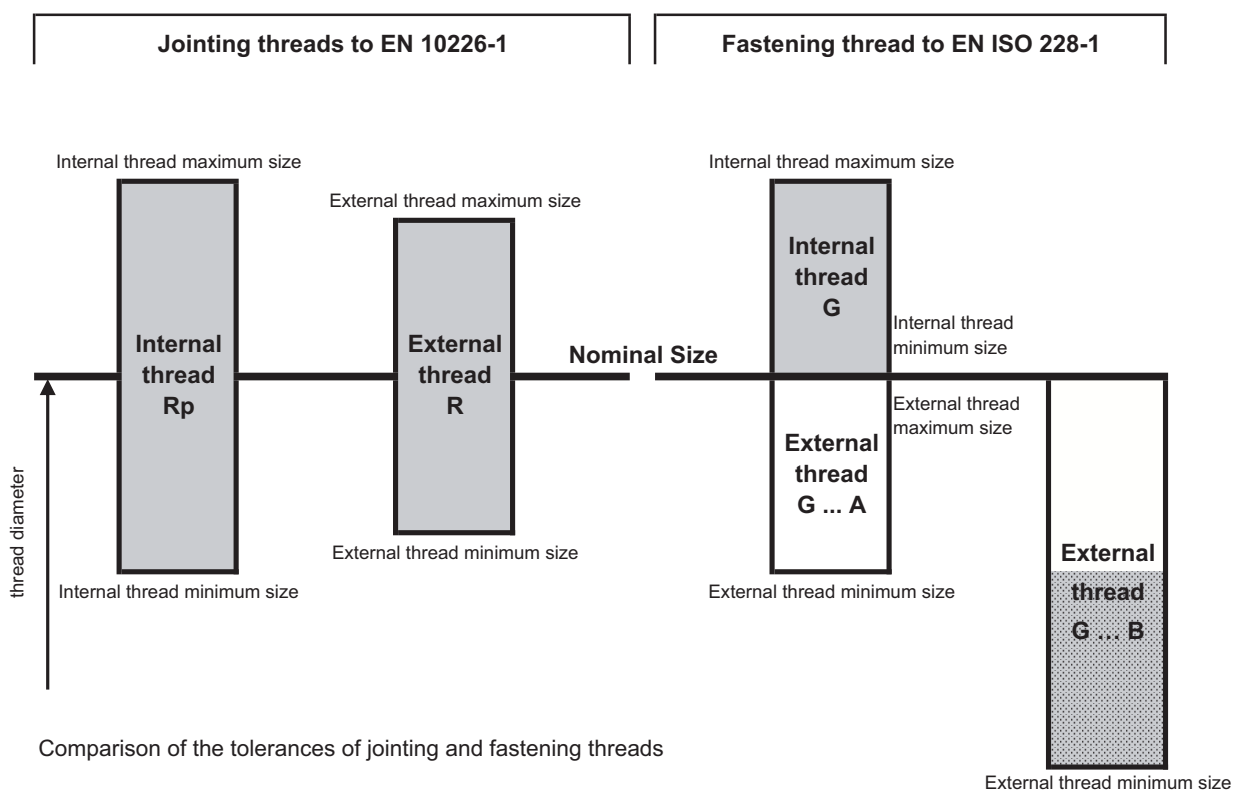 Jointing threads to EN 10226-1
Fastening thread to EN ISO 228-1
Internal thread maximum size
External thread maximum size
Internal thread maximum size
Internal
thread
G
Internal thread
minimum size
Internal
thread
Rp
External
thread
R
Nominal Size
External thread
maximum size
External
thread
G ... A
thread diameter
Internal thread minimum size
External thread minimum size
External thread minimum size
External
thread
G ... B
Comparison of the tolerances of jointing and fastening threads
External thread minimum size